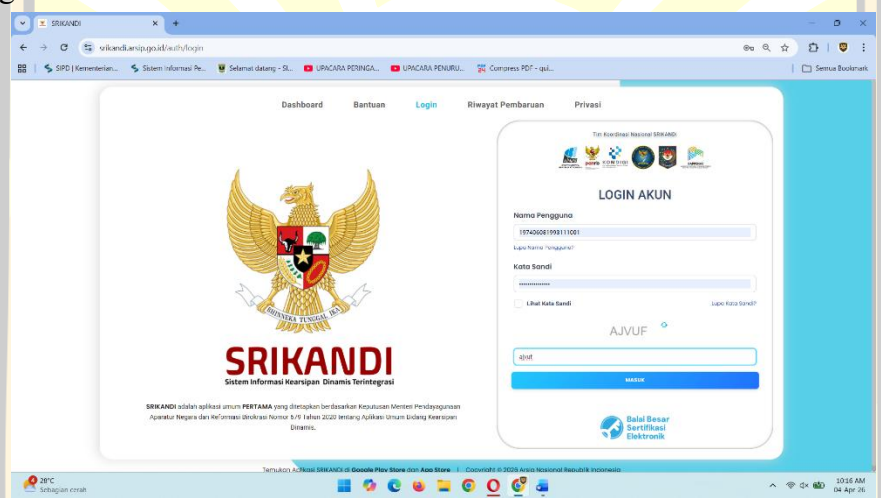 SRIKANDI
srikandi.arsip.go.id/auth/login
SIPD | Kementerian...
Sistem Informasi Pe...
Selamat datang - SI...
UPACARA PERINGA...
UPACARA PENURU...
Compress PDF - qui...
Semua Bookmark
Dashboard Bantuan Login Riwayat Pembaruan Privasi
Tim Koordinasi Nasional SRIKANDI
LOGIN AKUN
Nama Pengguna
197406081993111001
Lupa Nama Pengguna?
Kata Sandi
Lihat Kata Sandi
Lupa Kata Sandi?
AJVUF
ajvuf
MASUK
Balai Besar
Sertifikasi
Elektronik
BHINNEKA TUNGGAL IKA
SRIKANDI
Sistem Informasi Kearsipan Dinamis Terintegrasi
SRIKANDI adalah aplikasi umum PERTAMA yang ditetapkan berdasarkan Keputusan Menteri Pendayagunaan
Aparatur Negara dan Reformasi Birokrasi Nomor 679 Tahun 2020 tentang Aplikasi Umum Bidang Kearsipan
Dinamis.
Temukan Aplikasi SRIKANDI di Google Play Store dan App Store | Copyright © 2026 Arsip Nasional Republik Indonesia
28°C
Sebagian cerah
10:16 AM
04 Apr 26